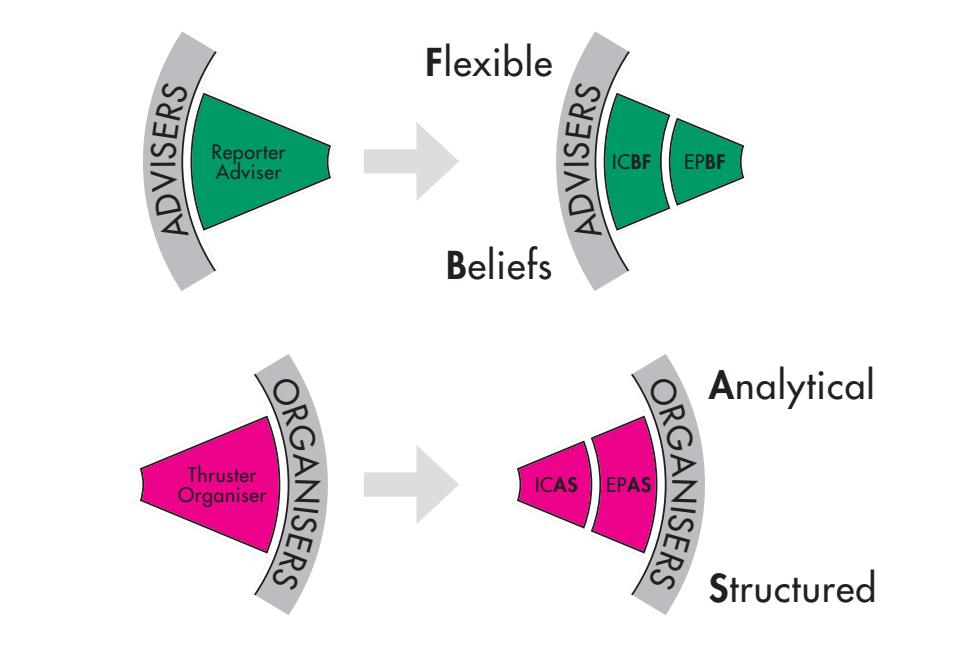 ADVISERS
Reporter
Adviser
Flexible
Beliefs
ADVISERS
ICBF
EPBF
Thruster
Organiser
ORGANISERS
ICAS
EPAS
ORGANISERS
Analytical
Structured